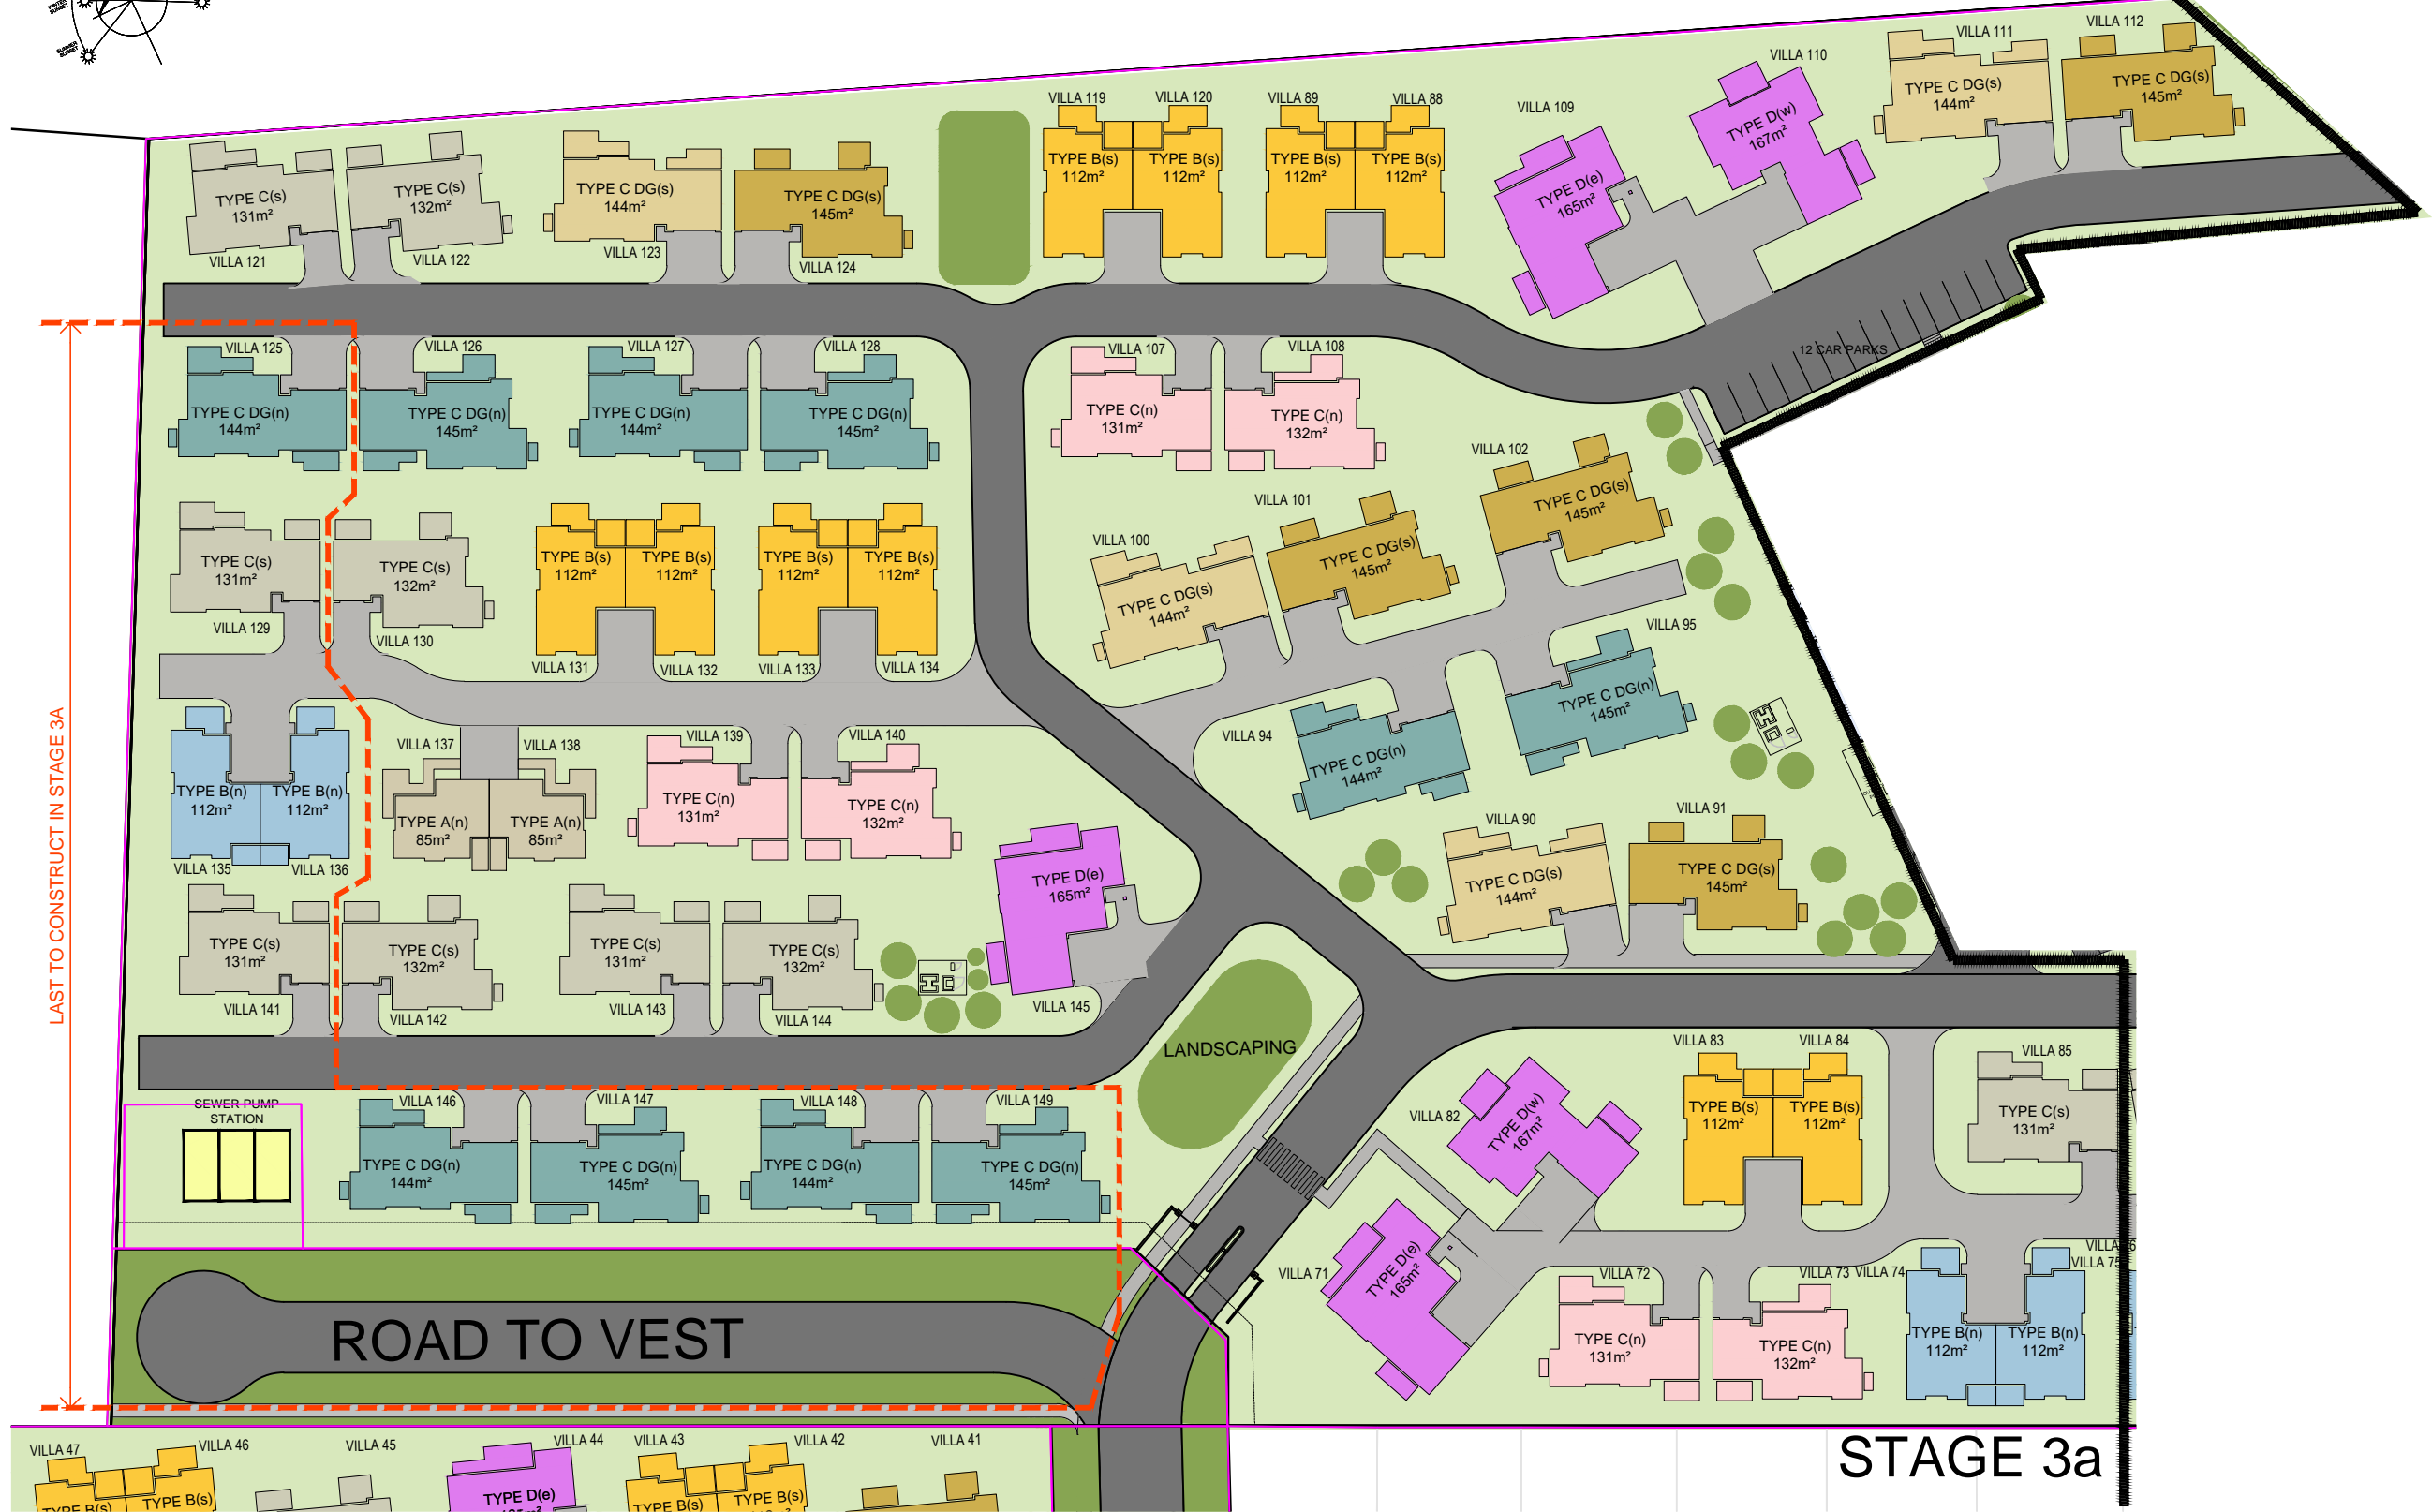 WINTER
SUNSET
SUMMER
SUNSET
VILLA 112
VILLA 111
VILLA 110
TYPE C DG(s)
144m²
TYPE C DG(s)
145m²
VILLA 109
TYPE D(w)
167m²
TYPE D(e)
165m²
VILLA 119
VILLA 120
VILLA 89
VILLA 88
TYPE B(s)
112m²
TYPE B(s)
112m²
TYPE B(s)
112m²
TYPE B(s)
112m²
TYPE C(s)
131m²
TYPE C(s)
132m²
TYPE C DG(s)
144m²
TYPE C DG(s)
145m²
VILLA 121
VILLA 122
VILLA 123
VILLA 124
12 CAR PARKS
VILLA 125
VILLA 126
VILLA 127
VILLA 128
VILLA 107
VILLA 108
TYPE C DG(n)
144m²
TYPE C DG(n)
145m²
TYPE C DG(n)
144m²
TYPE C DG(n)
145m²
TYPE C(n)
131m²
TYPE C(n)
132m²
VILLA 102
TYPE C DG(s)
145m²
VILLA 101
TYPE C DG(s)
145m²
VILLA 100
TYPE C DG(s)
144m²
TYPE C(s)
131m²
TYPE C(s)
132m²
TYPE B(s)
112m²
TYPE B(s)
112m²
TYPE B(s)
112m²
TYPE B(s)
112m²
VILLA 129
VILLA 130
VILLA 131
VILLA 132
VILLA 133
VILLA 134
VILLA 95
TYPE C DG(n)
145m²
VILLA 94
TYPE C DG(n)
144m²
LAST TO CONSTRUCT IN STAGE 3A
VILLA 137
VILLA 138
VILLA 139
VILLA 140
TYPE B(n)
112m²
TYPE B(n)
112m²
TYPE A(n)
85m²
TYPE A(n)
85m²
TYPE C(n)
131m²
TYPE C(n)
132m²
VILLA 135
VILLA 136
VILLA 90
VILLA 91
TYPE C DG(s)
144m²
TYPE C DG(s)
145m²
TYPE D(e)
165m²
VILLA 145
TYPE C(s)
131m²
TYPE C(s)
132m²
TYPE C(s)
131m²
TYPE C(s)
132m²
VILLA 141
VILLA 142
VILLA 143
VILLA 144
LANDSCAPING
VILLA 83
VILLA 84
VILLA 85
TYPE B(s)
112m²
TYPE B(s)
112m²
TYPE C(s)
131m²
VILLA 82
TYPE D(w)
167m²
SEWER PUMP
STATION
VILLA 146
VILLA 147
VILLA 148
VILLA 149
TYPE C DG(n)
144m²
TYPE C DG(n)
145m²
TYPE C DG(n)
144m²
TYPE C DG(n)
145m²
VILLA 71
TYPE D(e)
165m²
VILLA 72
VILLA 73
VILLA 74
VILLA 75
TYPE C(n)
131m²
TYPE C(n)
132m²
TYPE B(n)
112m²
TYPE B(n)
112m²
ROAD TO VEST
STAGE 3a
VILLA 47
VILLA 46
VILLA 45
VILLA 44
VILLA 43
VILLA 42
VILLA 41
TYPE B(s)
TYPE B(s)
TYPE D(e)
TYPE B(s)
TYPE B(s)